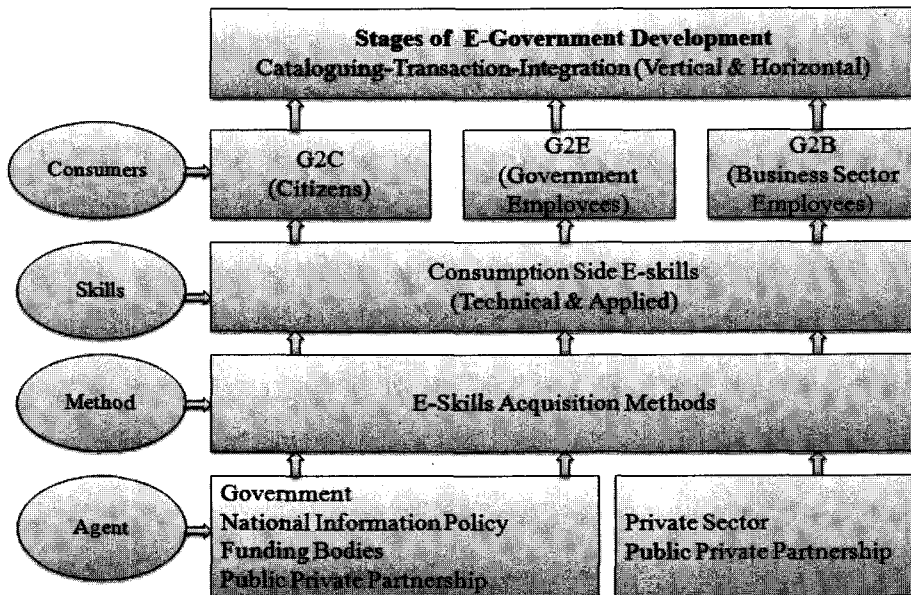 Stages of E-Government Development
Cataloguing-Transaction-Integration (Vertical & Horizontal)
Consumers
G2C
(Citizens)
G2E
(Government
Employees)
G2B
(Business Sector
Employees)
Skills
Consumption Side E-skills
(Technical & Applied)
Method
E-Skills Acquisition Methods
Agent
Government
National Information Policy
Funding Bodies
Public Private Partnership
Private Sector
Public Private Partnership